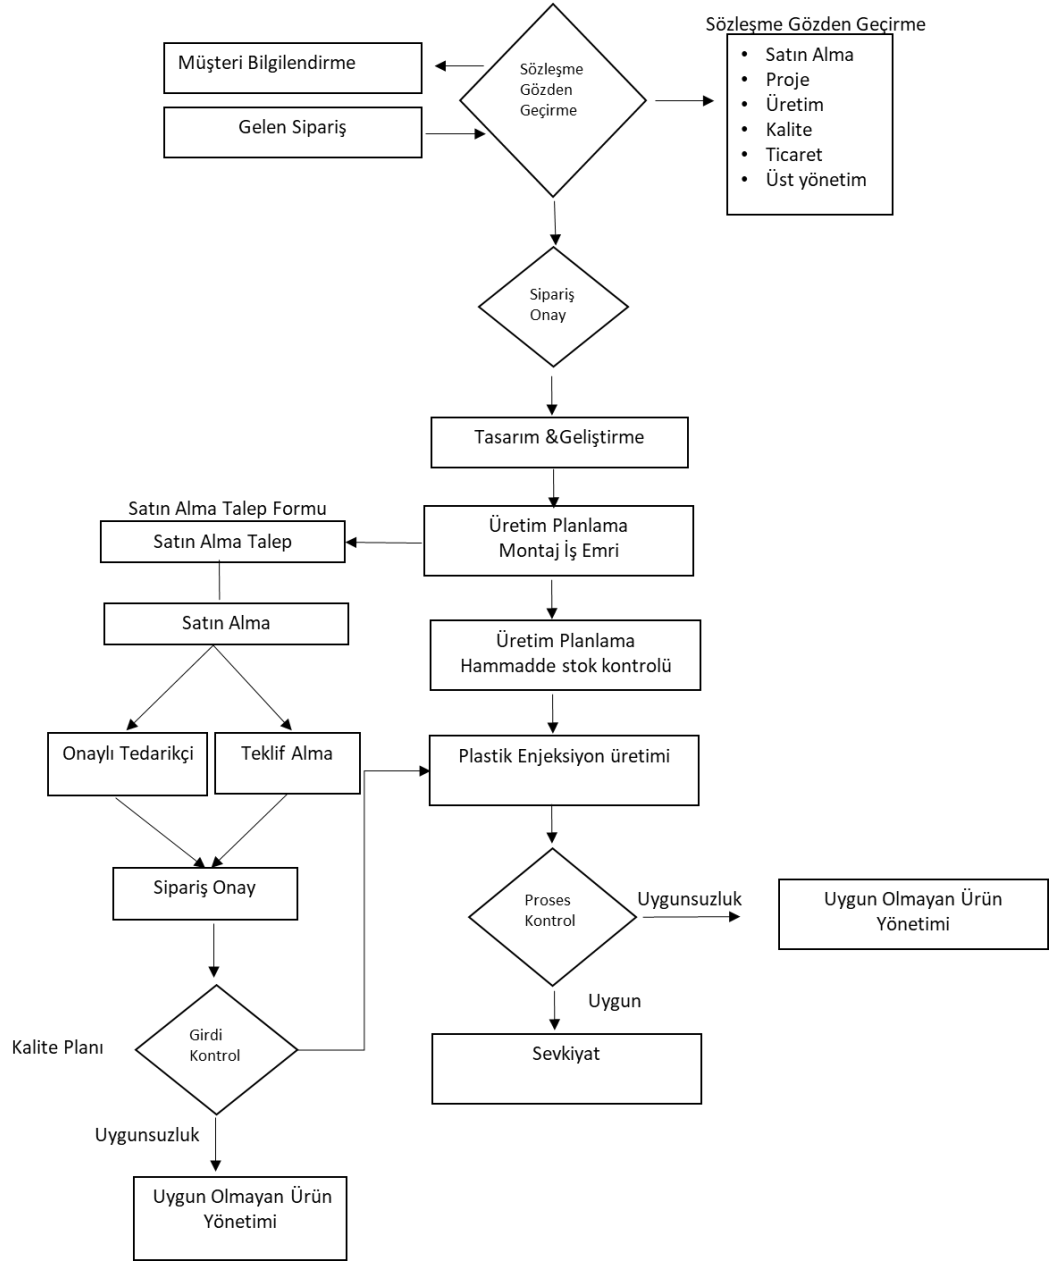 Sözleşme Gözden Geçirme
Müşteri Bilgilendirme
Gelen Sipariş
Sözleşme
Gözden
Geçirme
• Satın Alma
• Proje
• Üretim
• Kalite
• Ticaret
• Üst yönetim
Sipariş
Onay
Tasarım &Geliştirme
Satın Alma Talep Formu
Satın Alma Talep
Üretim Planlama
Montaj İş Emri
Satın Alma
Üretim Planlama
Hammadde stok kontrolü
Onaylı Tedarikçi
Teklif Alma
Plastik Enjeksiyon üretimi
Sipariş Onay
Proses
Kontrol
Uygunsuzluk
Uygun Olmayan Ürün
Yönetimi
Uygun
Kalite Planı
Girdi
Kontrol
Sevkiyat
Uygunsuzluk
Uygun Olmayan Ürün
Yönetimi